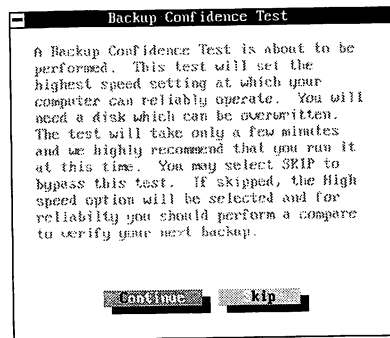 Backup Confidence Test
A Backup Confidence Test is about to be
performed. This test will set the
highest speed setting at which your
computer can reliably operate. You will
need a disk which can be overwritten.
The test will take only a few minutes
and we highly recommend that you run it
at this time. You may select SKIP to
bypass this test. If skipped, the High
speed option will be selected and for
reliabilty you should perform a compare
to verify your next backup.
Continue kip